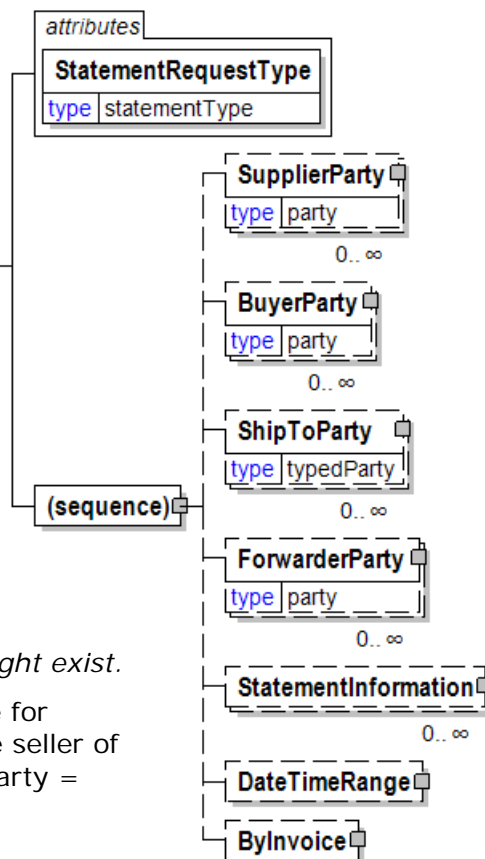 attributes
StatementRequestType
type statementType
SupplierParty
type party
0.. ∞
BuyerParty
type party
0.. ∞
ShipToParty
type typedParty
0.. ∞
(sequence)
ForwarderParty
type party
0.. ∞
ght exist.
StatementInformation
0.. ∞
e for
e seller of
arty =
DateTimeRange
ByInvoice